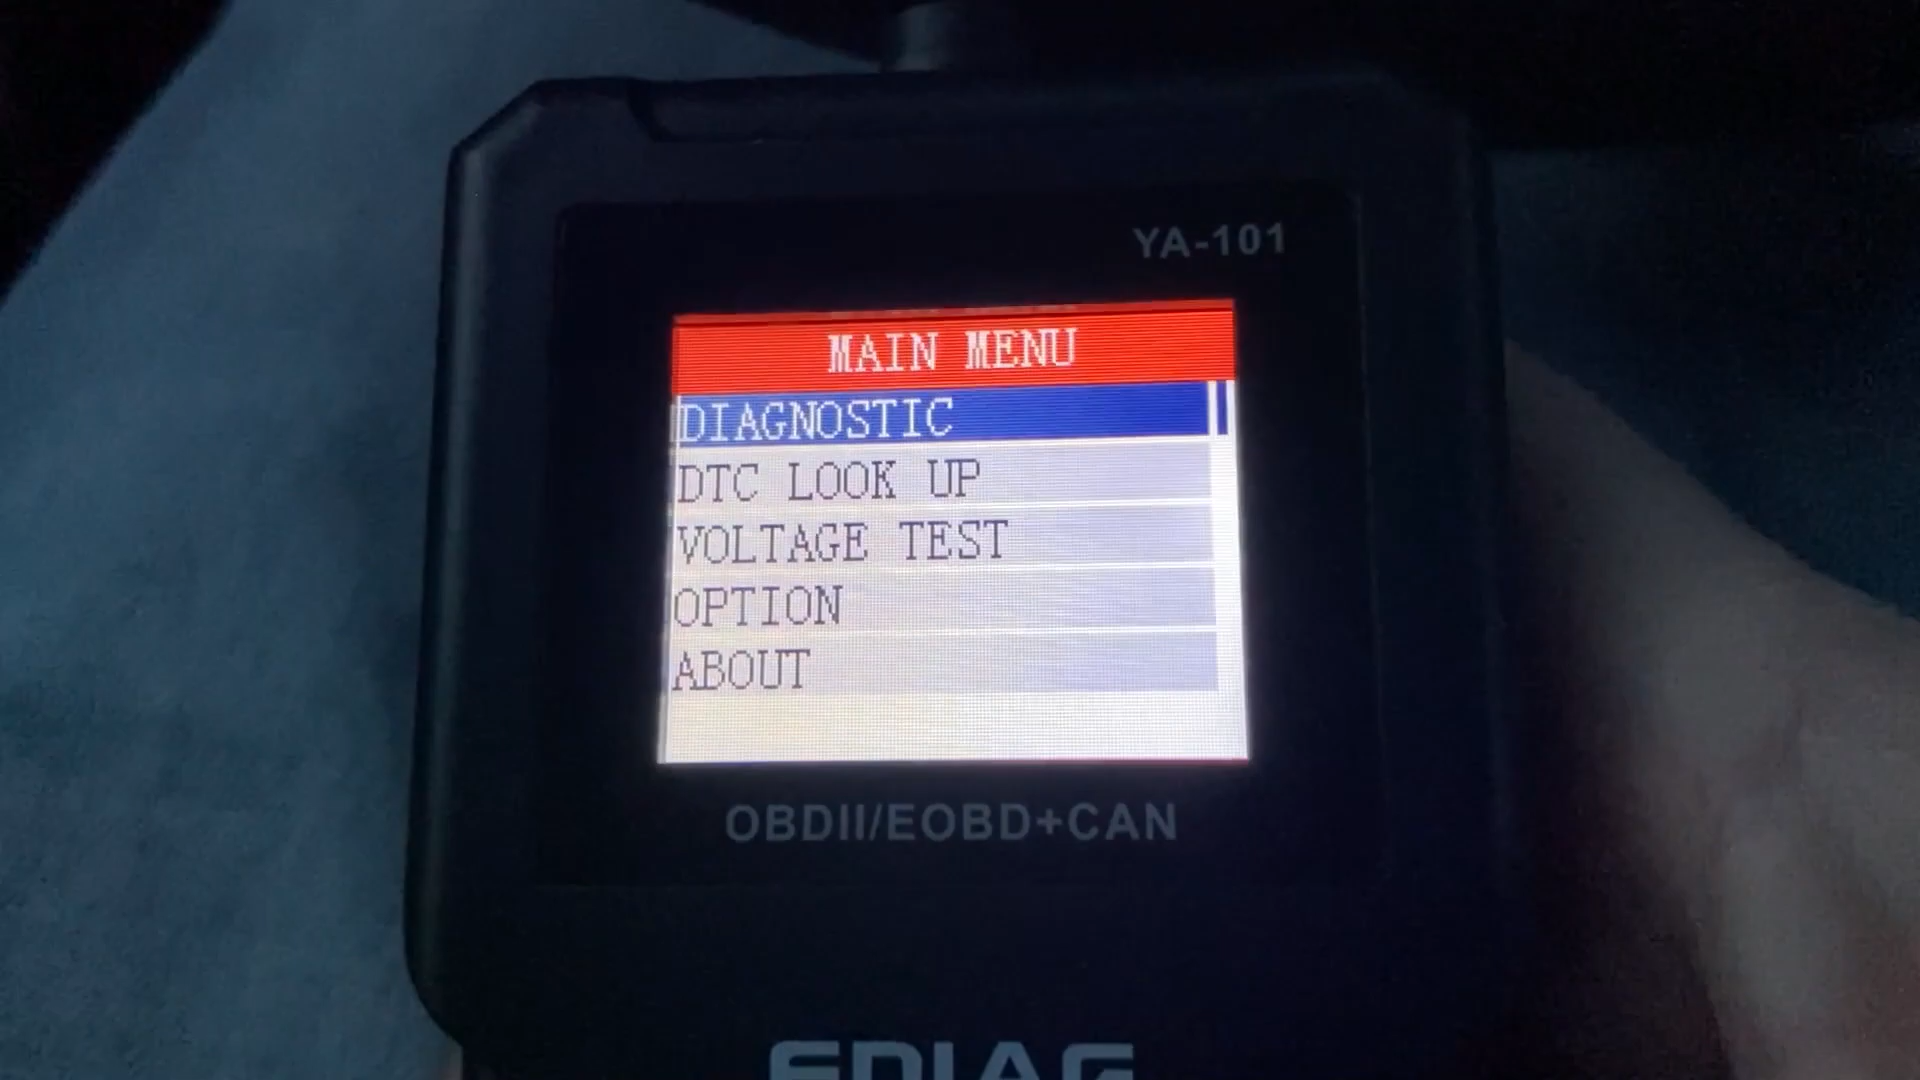 YA-101
MAIN MENU
DIAGNOSTIC
DTC LOOK UP
VOLTAGE TEST
OPTION
ABOUT
OBDII/EOBD+CAN
EDIAG